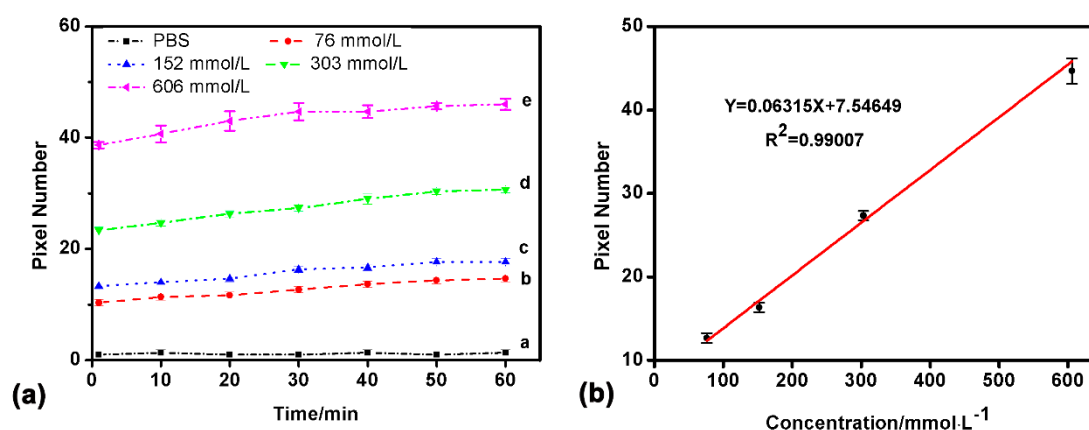 60
40
20
0
Pixel Number
PBS
76 mmol/L
152 mmol/L
303 mmol/L
606 mmol/L
e
d
c
b
a
0 10 20 30 40 50 60
Time/min
(a)
50
40
30
20
10
Pixel Number
Y=0.06315X+7.54649
R²=0.99007
0 100 200 300 400 500 600
Concentration/mmol·L⁻¹
(b)